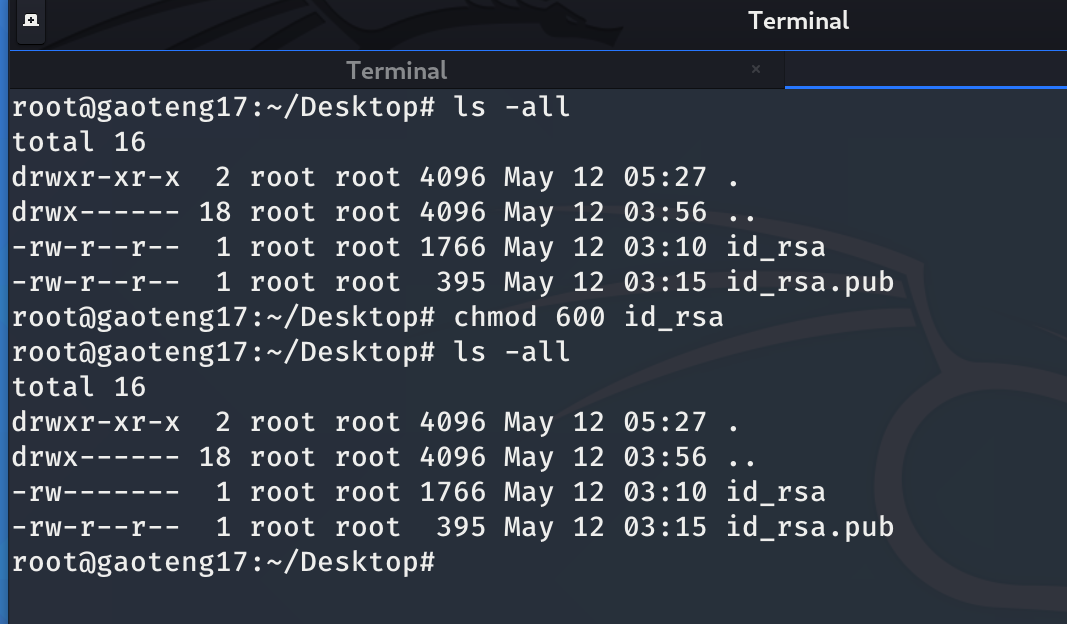 Terminal
Terminal ×
root@gaoteng17:~/Desktop# ls -all
total 16
drwxr-xr-x  2 root root 4096 May 12 05:27 .
drwx------ 18 root root 4096 May 12 03:56 ..
-rw-r--r--  1 root root 1766 May 12 03:10 id_rsa
-rw-r--r--  1 root root  395 May 12 03:15 id_rsa.pub
root@gaoteng17:~/Desktop# chmod 600 id_rsa
root@gaoteng17:~/Desktop# ls -all
total 16
drwxr-xr-x  2 root root 4096 May 12 05:27 .
drwx------ 18 root root 4096 May 12 03:56 ..
-rw-------  1 root root 1766 May 12 03:10 id_rsa
-rw-r--r--  1 root root  395 May 12 03:15 id_rsa.pub
root@gaoteng17:~/Desktop#